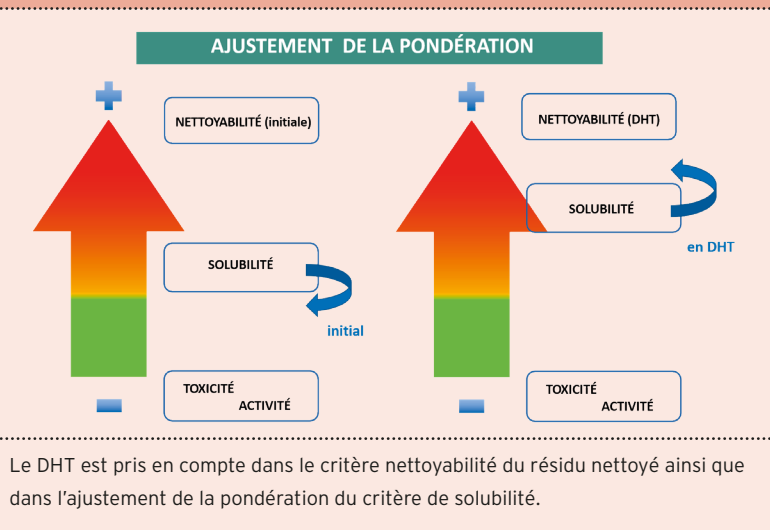 AJUSTEMENT DE LA PONDÉRATION
NETTOYABILITÉ (initiale)
SOLUBILITÉ
initial
TOXICITÉ
ACTIVITÉ
NETTOYABILITÉ (DHT)
SOLUBILITÉ
en DHT
TOXICITÉ
ACTIVITÉ
Le DHT est pris en compte dans le critère nettoyabilité du résidu nettoyé ainsi que
dans l'ajustement de la pondération du critère de solubilité.